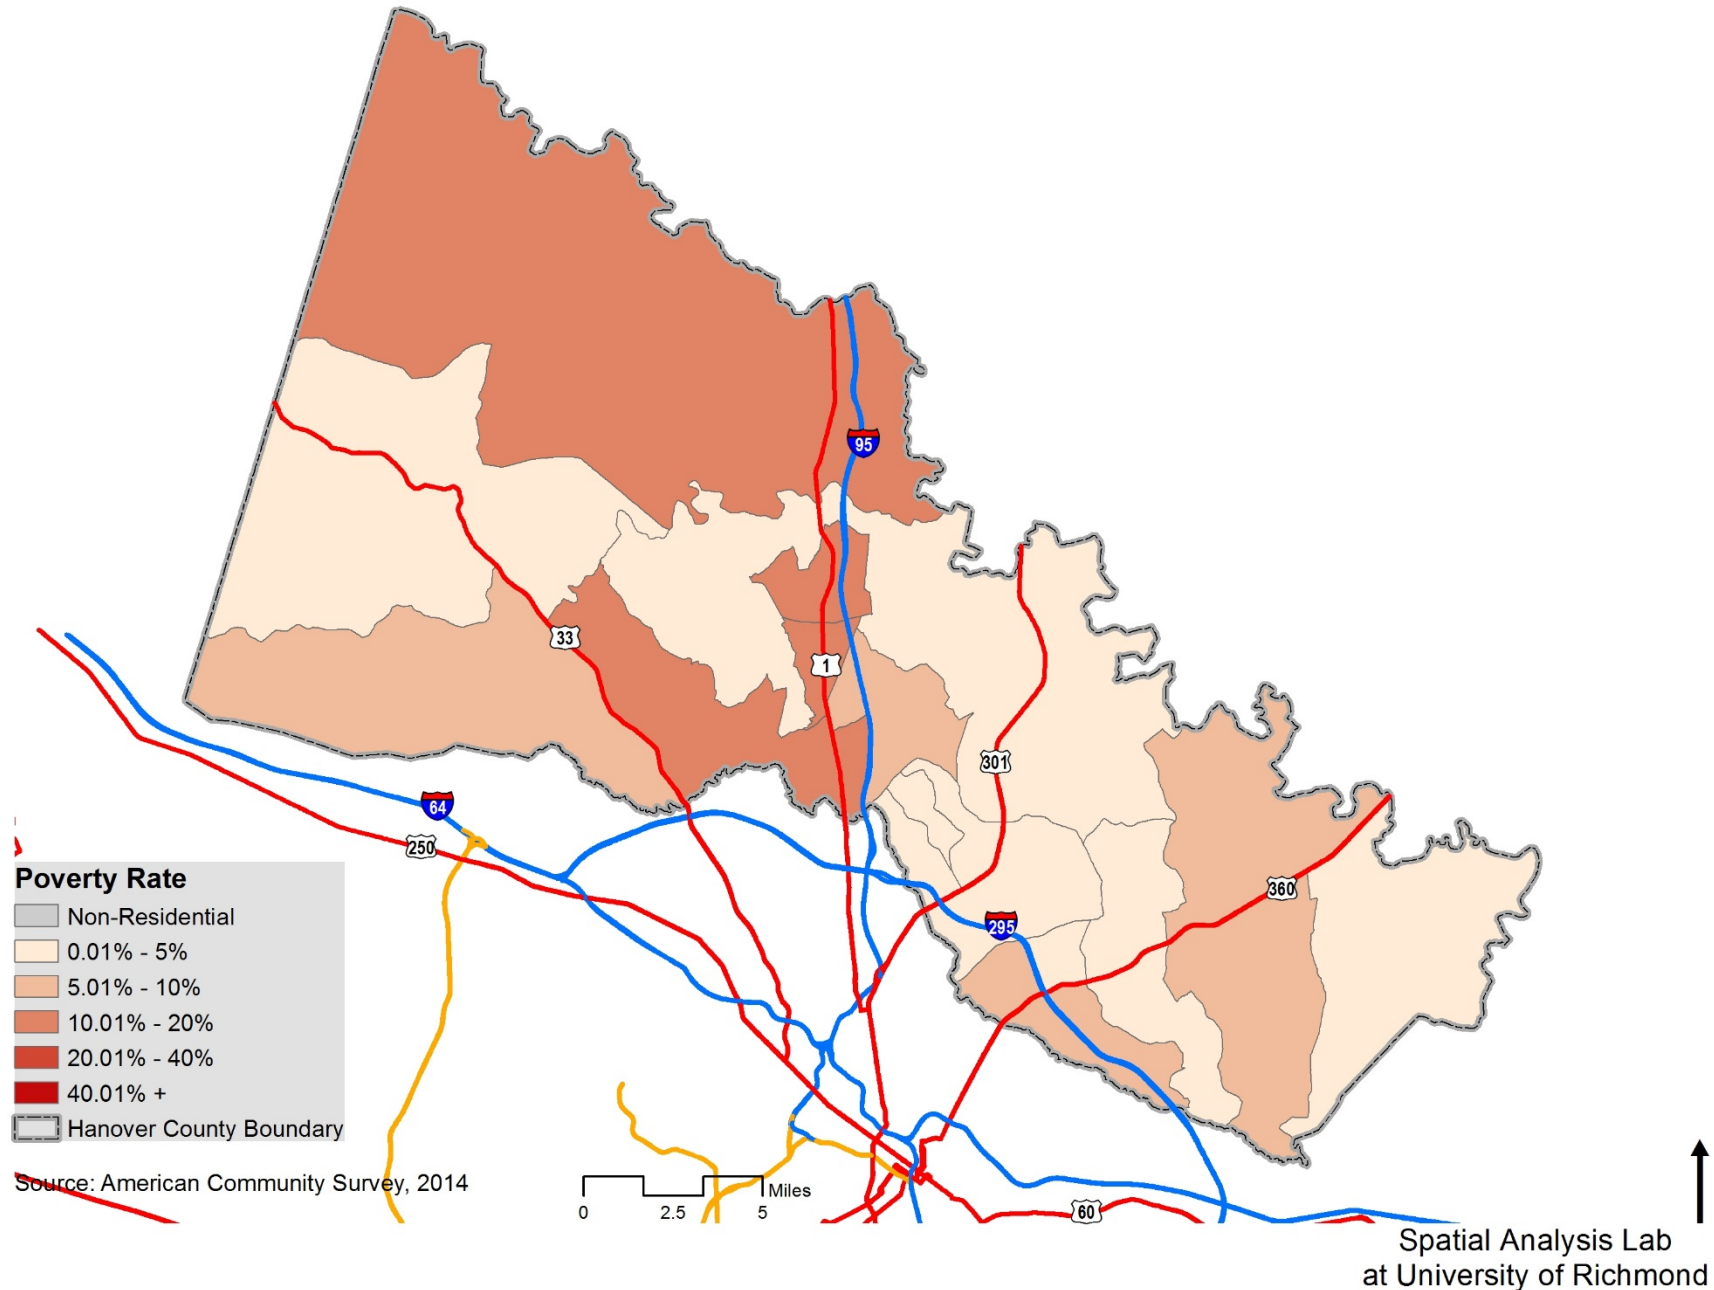 95
33
1
301
64
250
360
295
Poverty Rate
Non-Residential
0.01% - 5%
5.01% - 10%
10.01% - 20%
20.01% - 40%
40.01% +
Hanover County Boundary
Source: American Community Survey, 2014
Miles
0 2.5 5
60
Spatial Analysis Lab
at University of Richmond